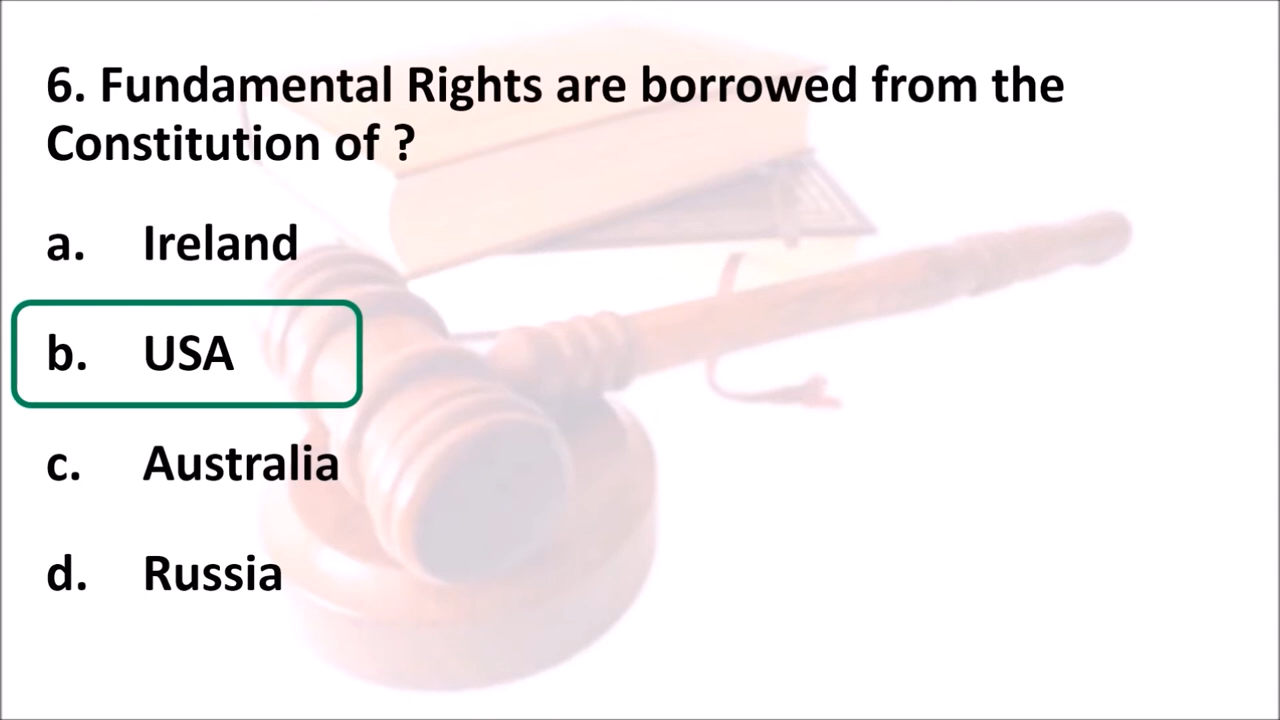 6. Fundamental Rights are borrowed from the
Constitution of ?
a. Ireland
b. USA
c. Australia
d. Russia